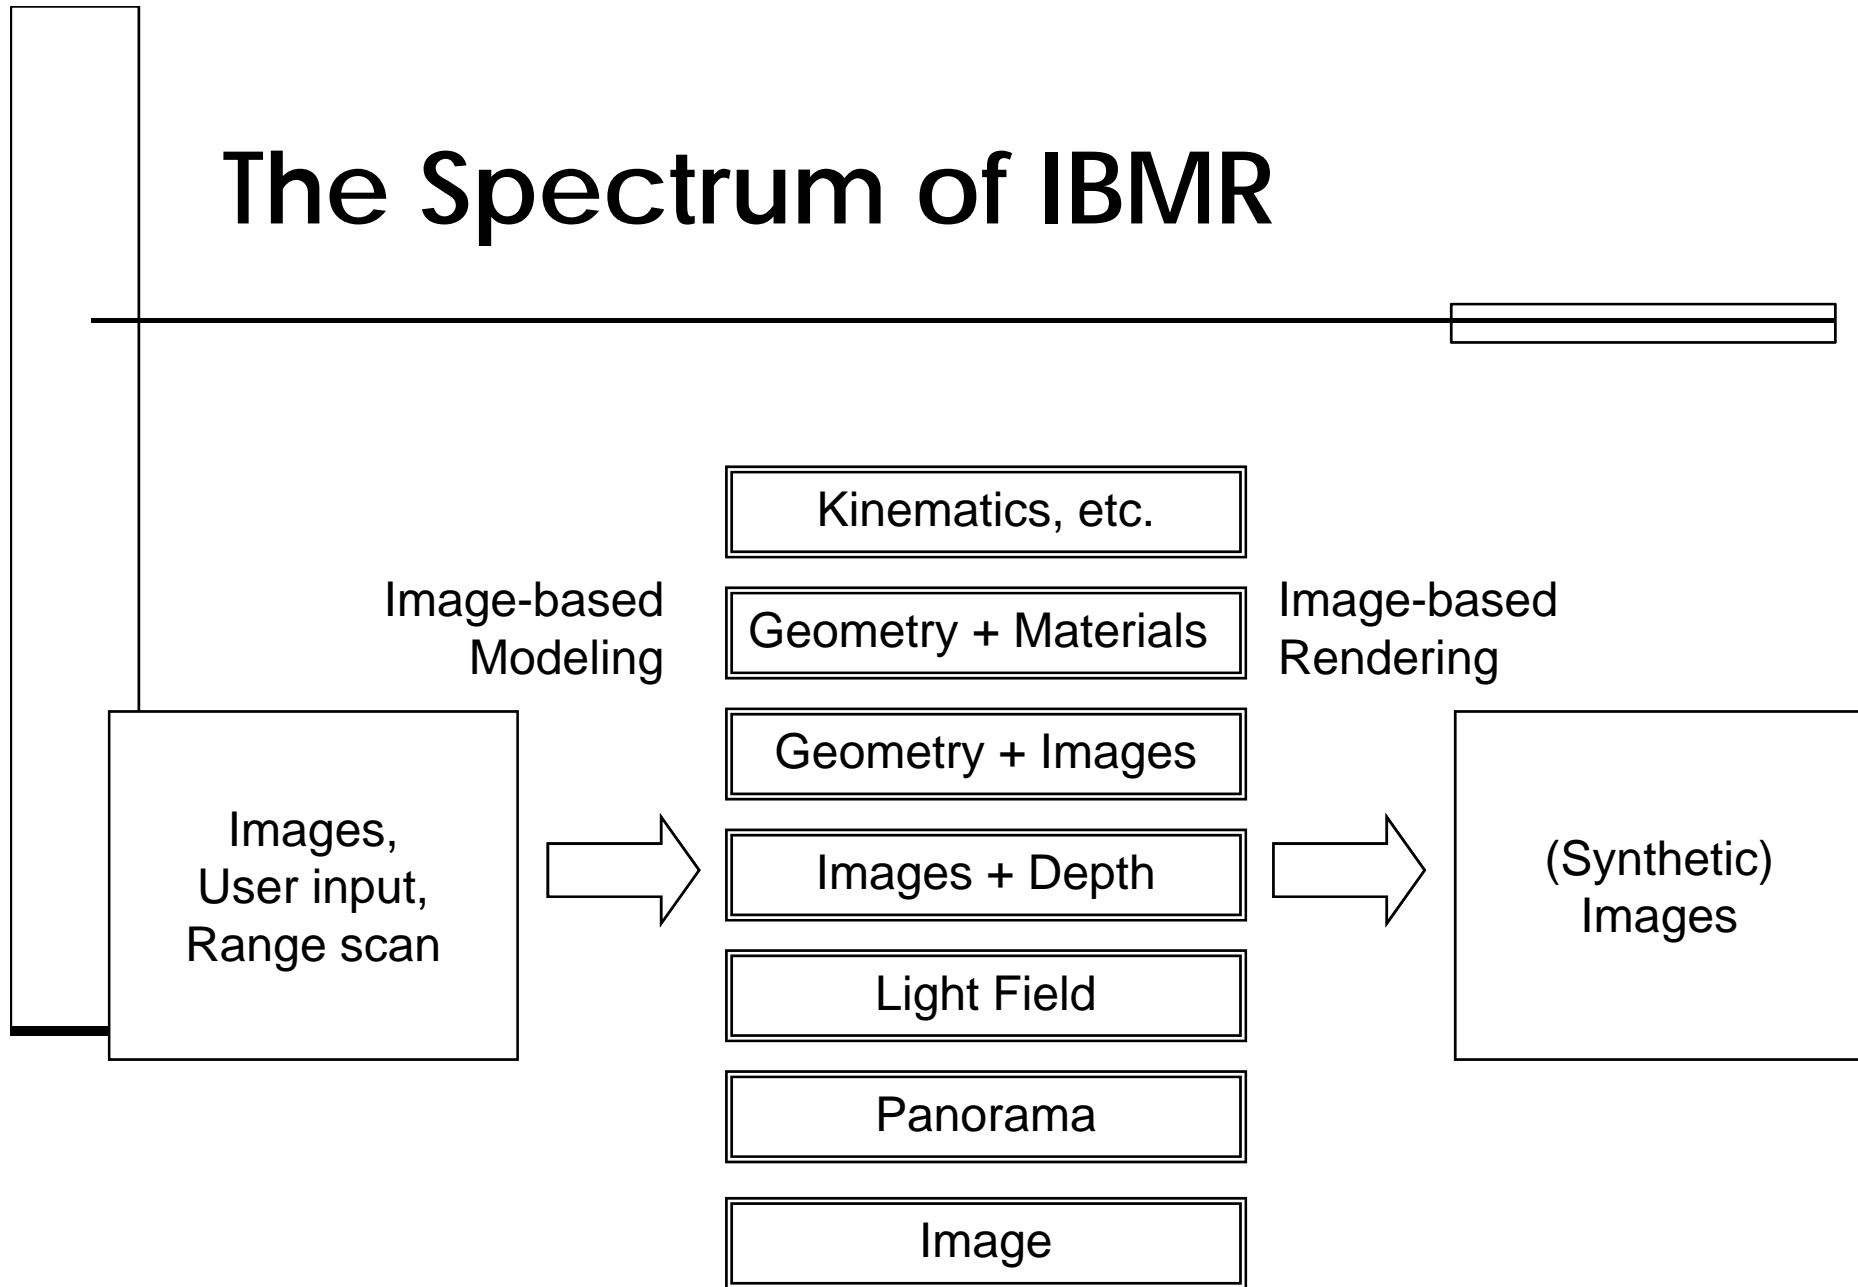 The Spectrum of IBMR
Image-based
Modeling
Images,
User input,
Range scan
Kinematics, etc.
Geometry + Materials
Geometry + Images
Images + Depth
Light Field
Panorama
Image
Image-based
Rendering
(Synthetic)
Images